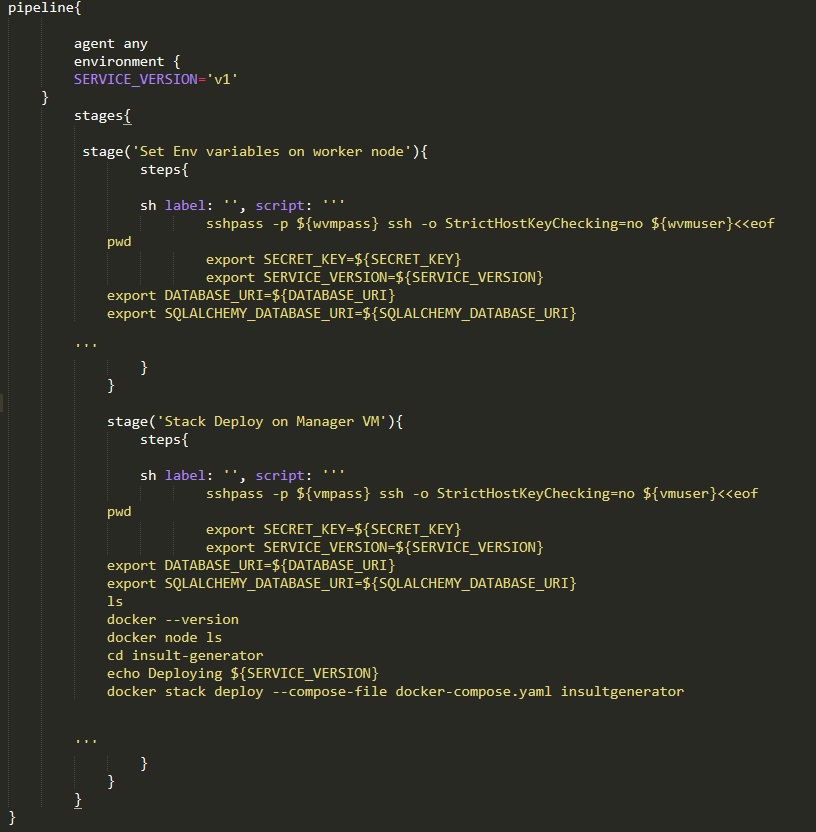 pipeline{
agent any
environment {
SERVICE_VERSION='v1'
}
stages{
stage('Set Env variables on worker node'){
steps{
sh label: '', script: '''
sshpass -p ${wvmpass} ssh -o StrictHostKeyChecking=no ${wvmuser}<<eof
pwd
export SECRET_KEY=${SECRET_KEY}
export SERVICE_VERSION=${SERVICE_VERSION}
export DATABASE_URI=${DATABASE_URI}
export SQLALCHEMY_DATABASE_URI=${SQLALCHEMY_DATABASE_URI}
'''
}
}
stage('Stack Deploy on Manager VM'){
steps{
sh label: '', script: '''
sshpass -p ${vmpass} ssh -o StrictHostKeyChecking=no ${vmuser}<<eof
pwd
export SECRET_KEY=${SECRET_KEY}
export SERVICE_VERSION=${SERVICE_VERSION}
export DATABASE_URI=${DATABASE_URI}
export SQLALCHEMY_DATABASE_URI=${SQLALCHEMY_DATABASE_URI}
ls
docker --version
docker node ls
cd insult-generator
echo Deploying ${SERVICE_VERSION}
docker stack deploy --compose-file docker-compose.yaml insultgenerator
'''
}
}
}
}